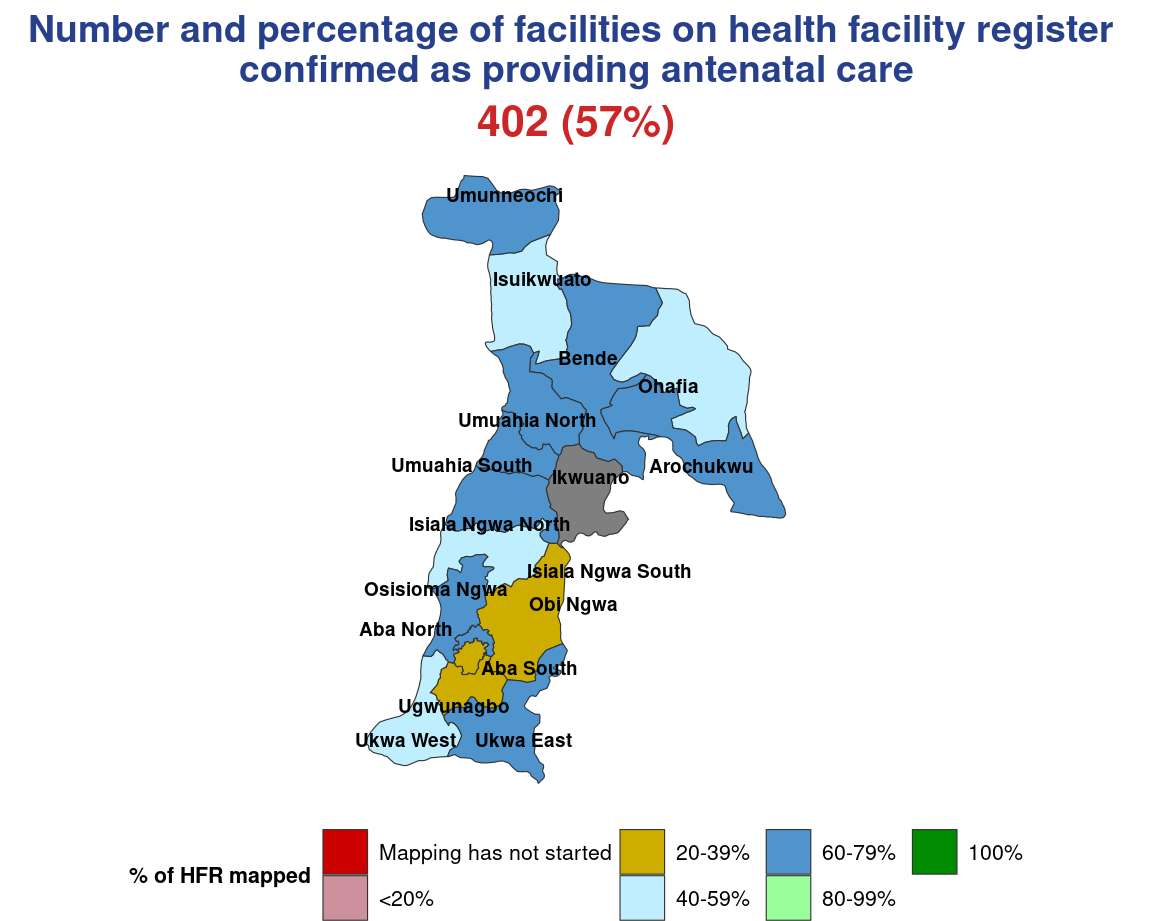 Number and percentage of facilities on health facility register
confirmed as providing antenatal care
402 (57%)
Umunneochi
Isuikwuato
Bende
Ohafia
Umuahia North
Umuahia South
Arochukwu
Ikwuano
Isiala Ngwa North
Isiala Ngwa South
Osisioma Ngwa
Obi Ngwa
Aba North
Aba South
Ugwunagbo
Ukwa West
Ukwa East
% of HFR mapped
Mapping has not started
<20%
20-39%
40-59%
60-79%
80-99%
100%